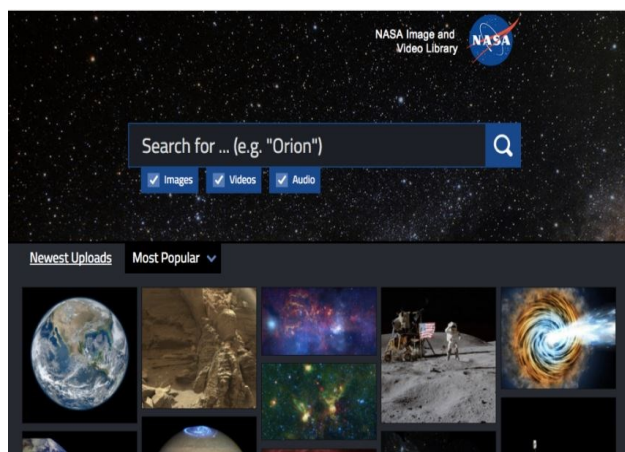 NASA Image and
Video Library
NASA
Search for ... (e.g. "Orion")
Images Videos Audio
Newest Uploads Most Popular